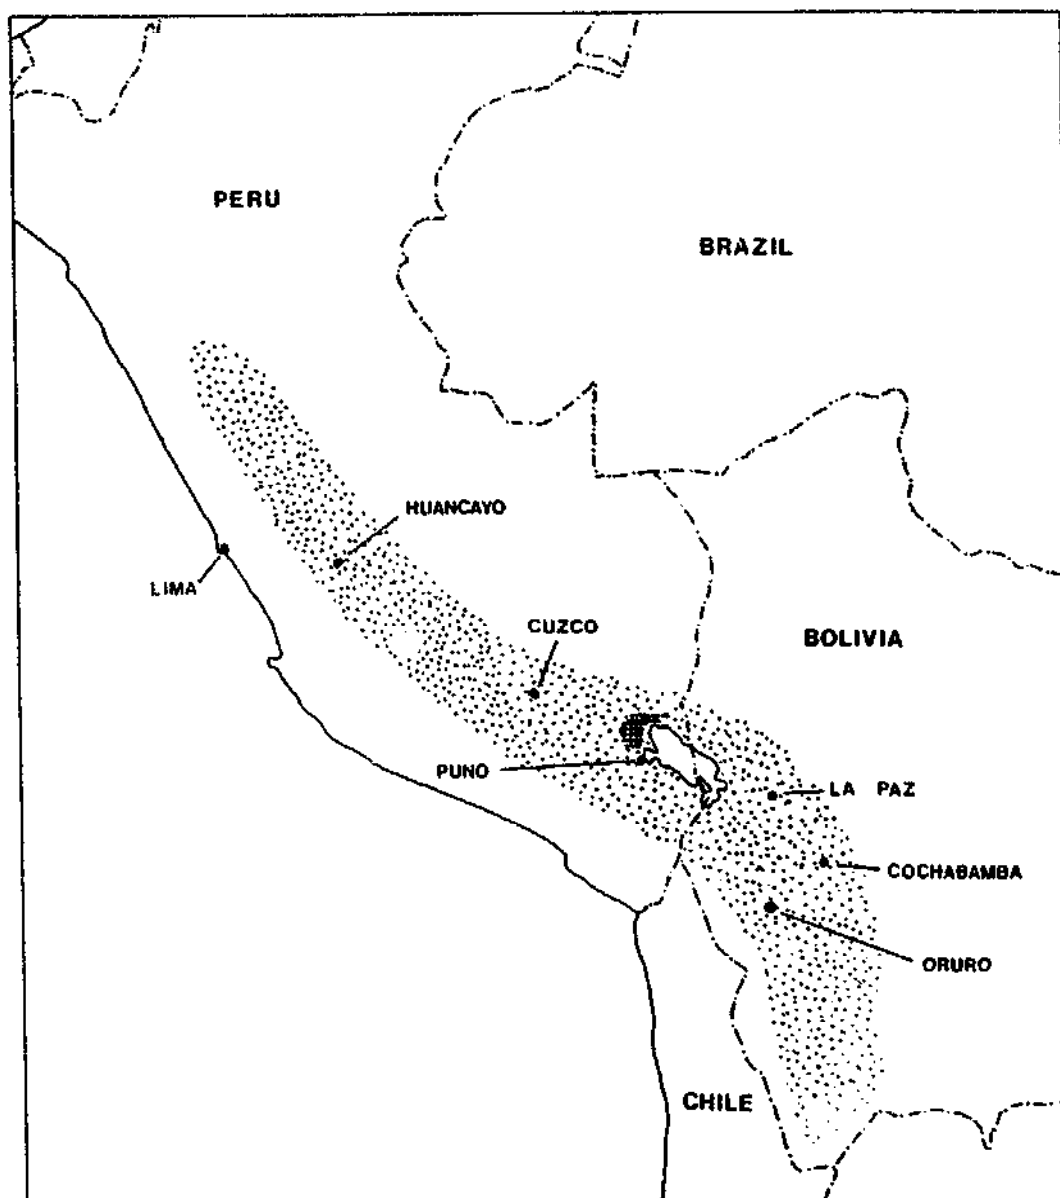 PERU
BRAZIL
HUANCAYO
LIMA
CUZCO
BOLIVIA
PUNO
LA PAZ
COCHABAMBA
ORURO
CHILE